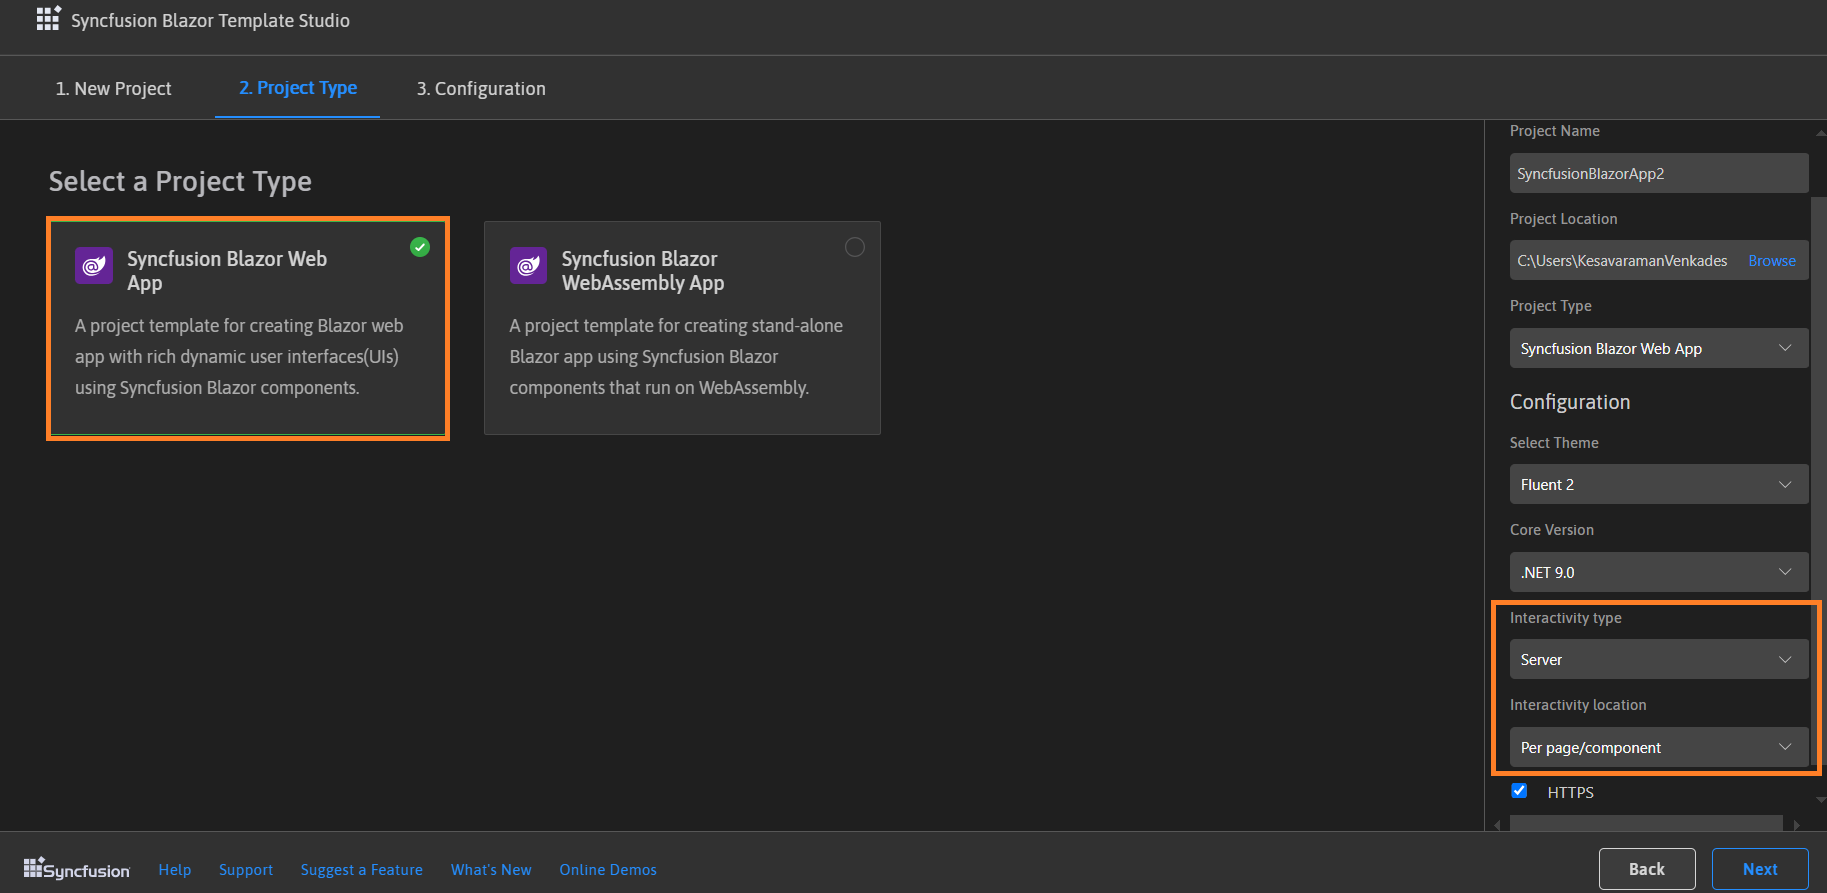 Syncfusion Blazor Template Studio
1. New Project
2. Project Type
3. Configuration
Select a Project Type
Syncfusion Blazor Web
App
A project template for creating Blazor web
app with rich dynamic user interfaces(UIs)
using Syncfusion Blazor components.
Syncfusion Blazor
WebAssembly App
A project template for creating stand-alone
Blazor app using Syncfusion Blazor
components that run on WebAssembly.
Project Name
SyncfusionBlazorApp2
Project Location
C:\Users\KesavaramanVenkades
Browse
Project Type
Syncfusion Blazor Web App
Configuration
Select Theme
Fluent 2
Core Version
.NET 9.0
Interactivity type
Server
Interactivity location
Per page/component
HTTPS
Syncfusion
Help
Support
Suggest a Feature
What's New
Online Demos
Back
Next